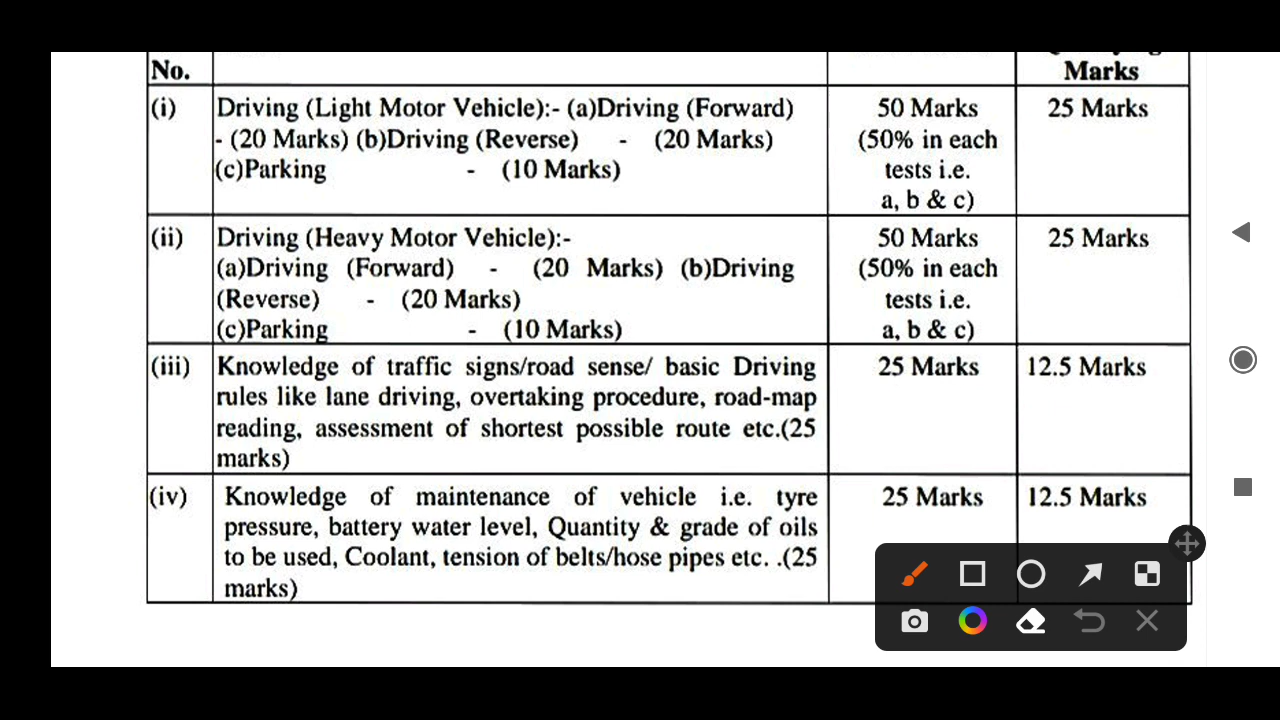 No.
Marks
(i)
Driving (Light Motor Vehicle):- (a)Driving (Forward)
- (20 Marks) (b)Driving (Reverse) - (20 Marks)
(c)Parking - (10 Marks)
50 Marks
(50% in each
tests i.e.
a, b & c)
25 Marks
(ii)
Driving (Heavy Motor Vehicle):-
(a)Driving (Forward) - (20 Marks) (b)Driving
(Reverse) - (20 Marks)
(c)Parking - (10 Marks)
50 Marks
(50% in each
tests i.e.
a, b & c)
25 Marks
(iii)
Knowledge of traffic signs/road sense/ basic Driving
rules like lane driving, overtaking procedure, road-map
reading, assessment of shortest possible route etc.(25
marks)
25 Marks
12.5 Marks
(iv)
Knowledge of maintenance of vehicle i.e. tyre
pressure, battery water level, Quantity & grade of oils
to be used, Coolant, tension of belts/hose pipes etc. .(25
marks)
25 Marks
12.5 Marks